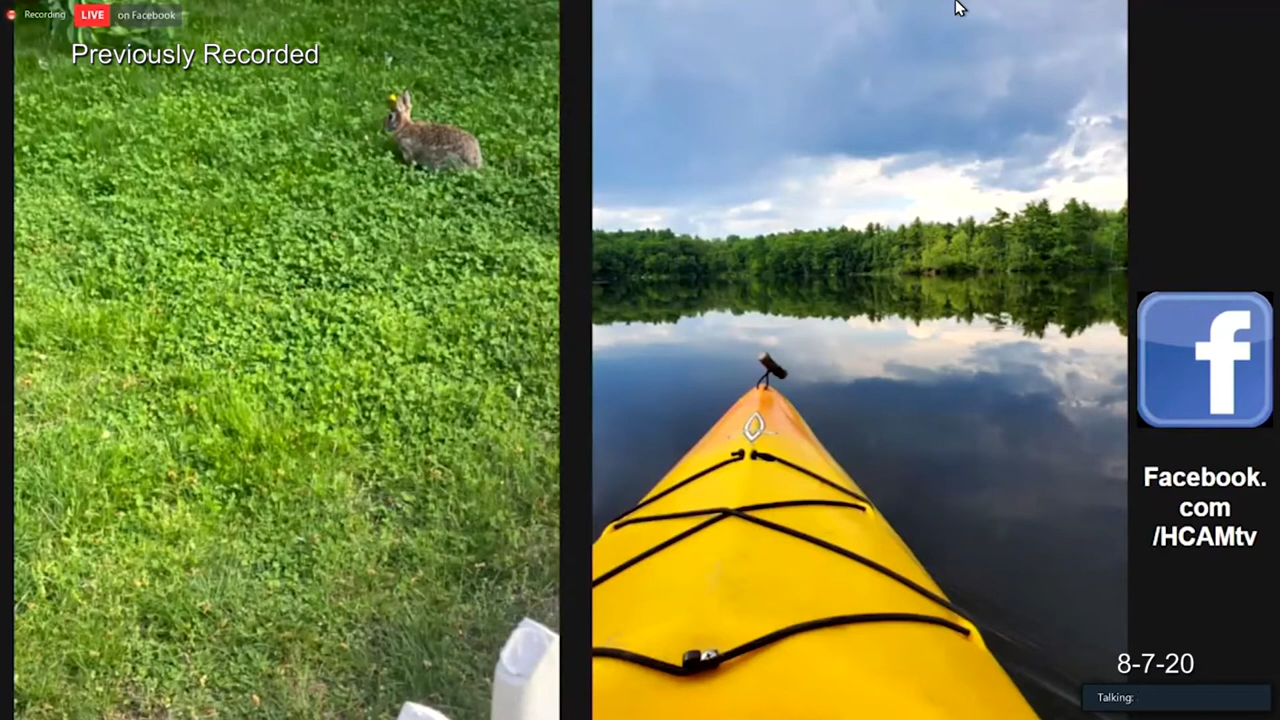 Recording
LIVE
on Facebook
Previously Recorded
f
Facebook.
com
/HCAMtv
8-7-20
Talking: